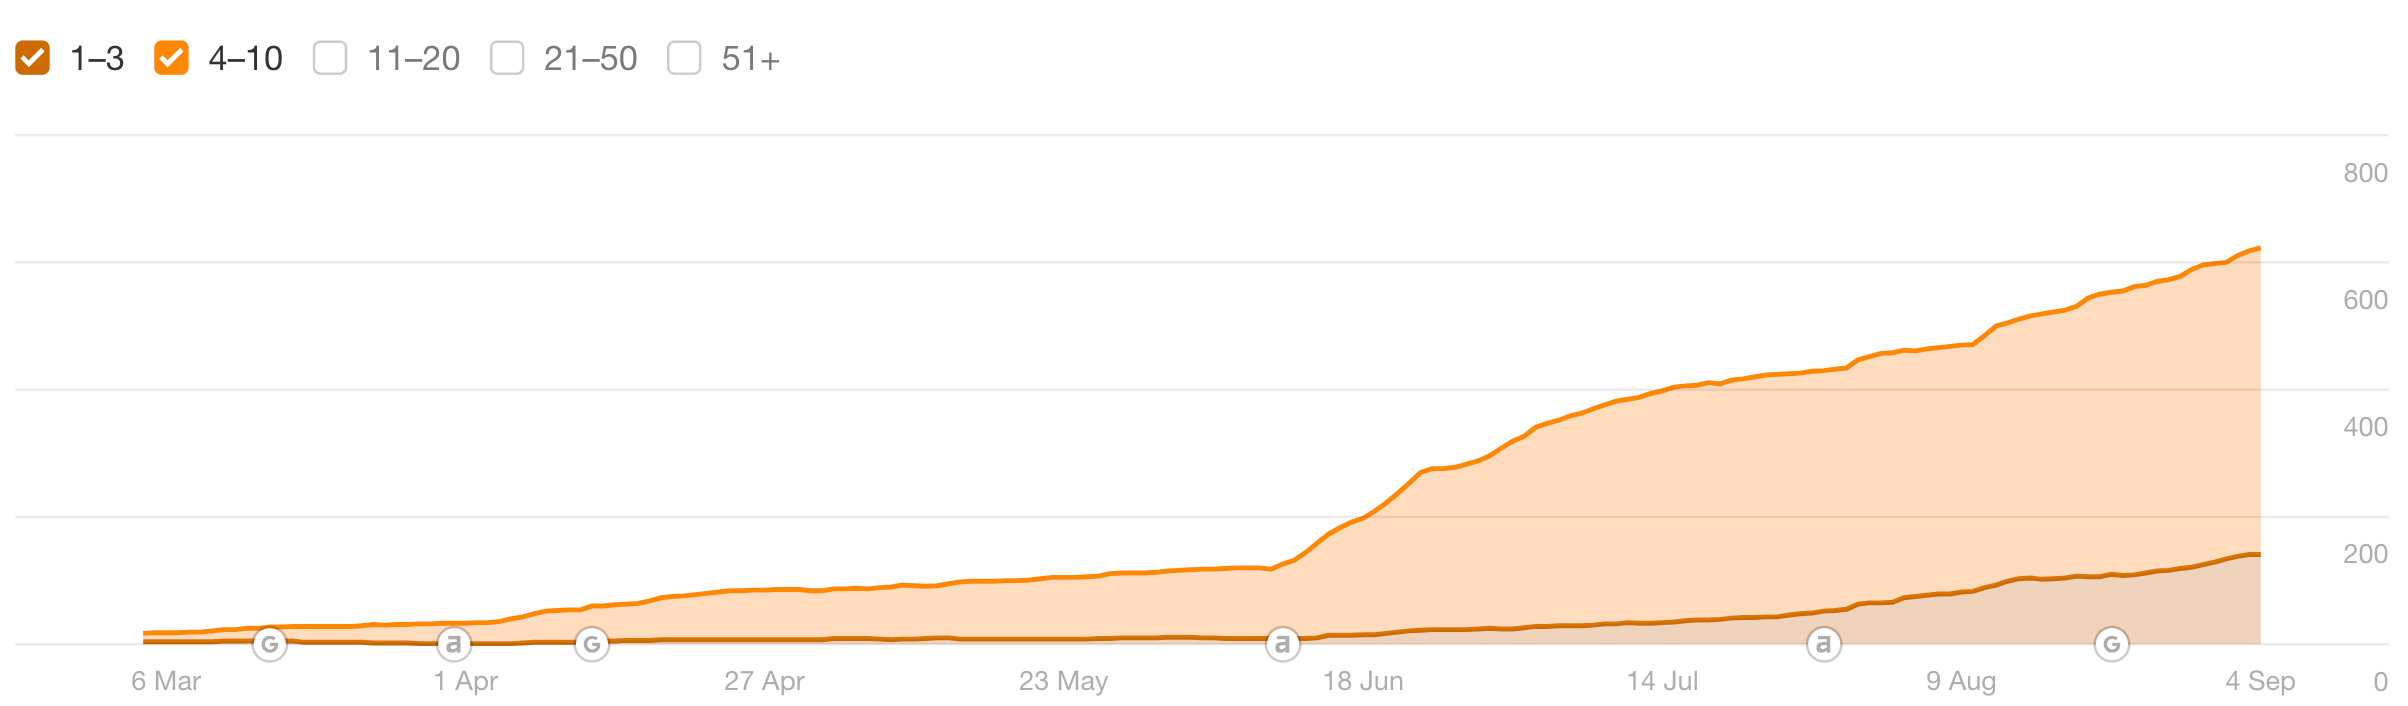 1–3 4–10 11–20 21–50 51+
800
600
400
200
G a G a a G
6 Mar 1 Apr 27 Apr 23 May 18 Jun 14 Jul 9 Aug 4 Sep 0